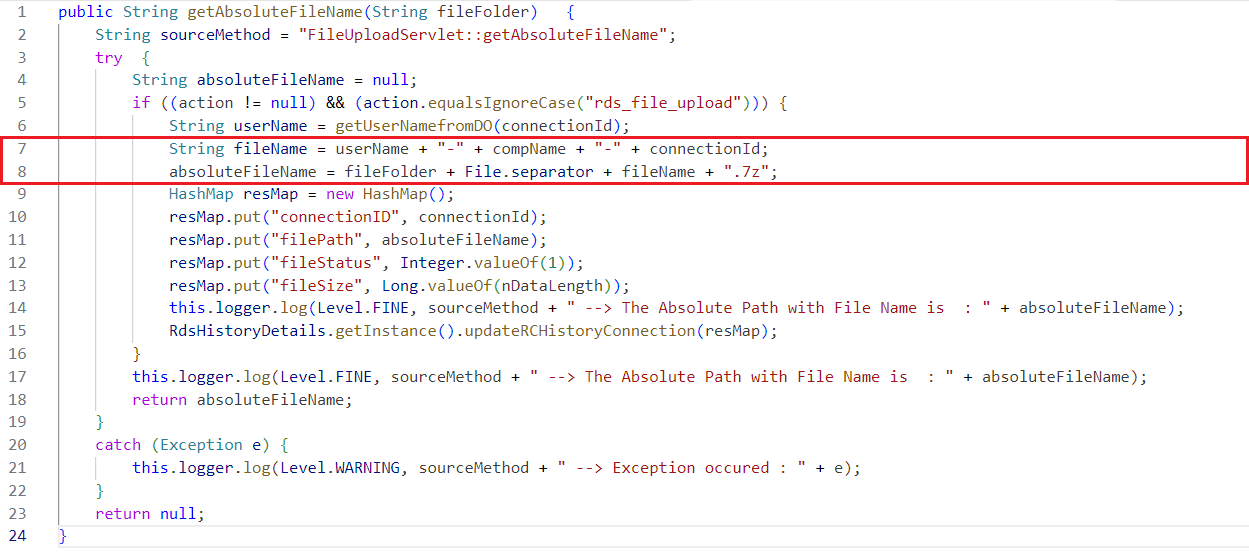 1 public String getAbsoluteFileName(String fileFolder)   {
2     String sourceMethod = "FileUploadServlet::getAbsoluteFileName";
3     try  {
4         String absoluteFileName = null;
5         if ((action != null) && (action.equalsIgnoreCase("rds_file_upload"))) {
6             String userName = getUserNamefromDO(connectionId);
7             String fileName = userName + "-" + compName + "-" + connectionId;
8             absoluteFileName = fileFolder + File.separator + fileName + ".7z";
9             HashMap resMap = new HashMap();
10             resMap.put("connectionID", connectionId);
11             resMap.put("filePath", absoluteFileName);
12             resMap.put("fileStatus", Integer.valueOf(1));
13             resMap.put("fileSize", Long.valueOf(nDataLength));
14             this.logger.log(Level.FINE, sourceMethod + " --> The Absolute Path with File Name is  : " + absoluteFileName);
15             RdsHistoryDetails.getInstance().updateRCHistoryConnection(resMap);
16         }
17         this.logger.log(Level.FINE, sourceMethod + " --> The Absolute Path with File Name is  : " + absoluteFileName);
18         return absoluteFileName;
19     }
20     catch (Exception e) {
21         this.logger.log(Level.WARNING, sourceMethod + " --> Exception occured : " + e);
22     }
23     return null;
24 }